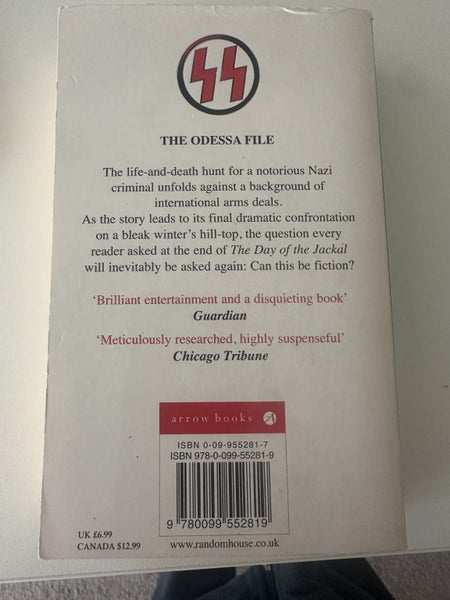 THE ODESSA FILE
The life-and-death hunt for a notorious Nazi
criminal unfolds against a background of
international arms deals.
As the story leads to its final dramatic confrontation
on a bleak winter's hill-top, the question every
reader asked at the end of The Day of the Jackal
will inevitably be asked again: Can this be fiction?
'Brilliant entertainment and a disquieting book'
Guardian
'Meticulously researched, highly suspenseful'
Chicago Tribune
arrow books
ISBN 0-09-955281-7
ISBN 978-0-099-55281-9
9 780099 552819
UK £6.99
CANADA $12.99
www.randomhouse.co.uk